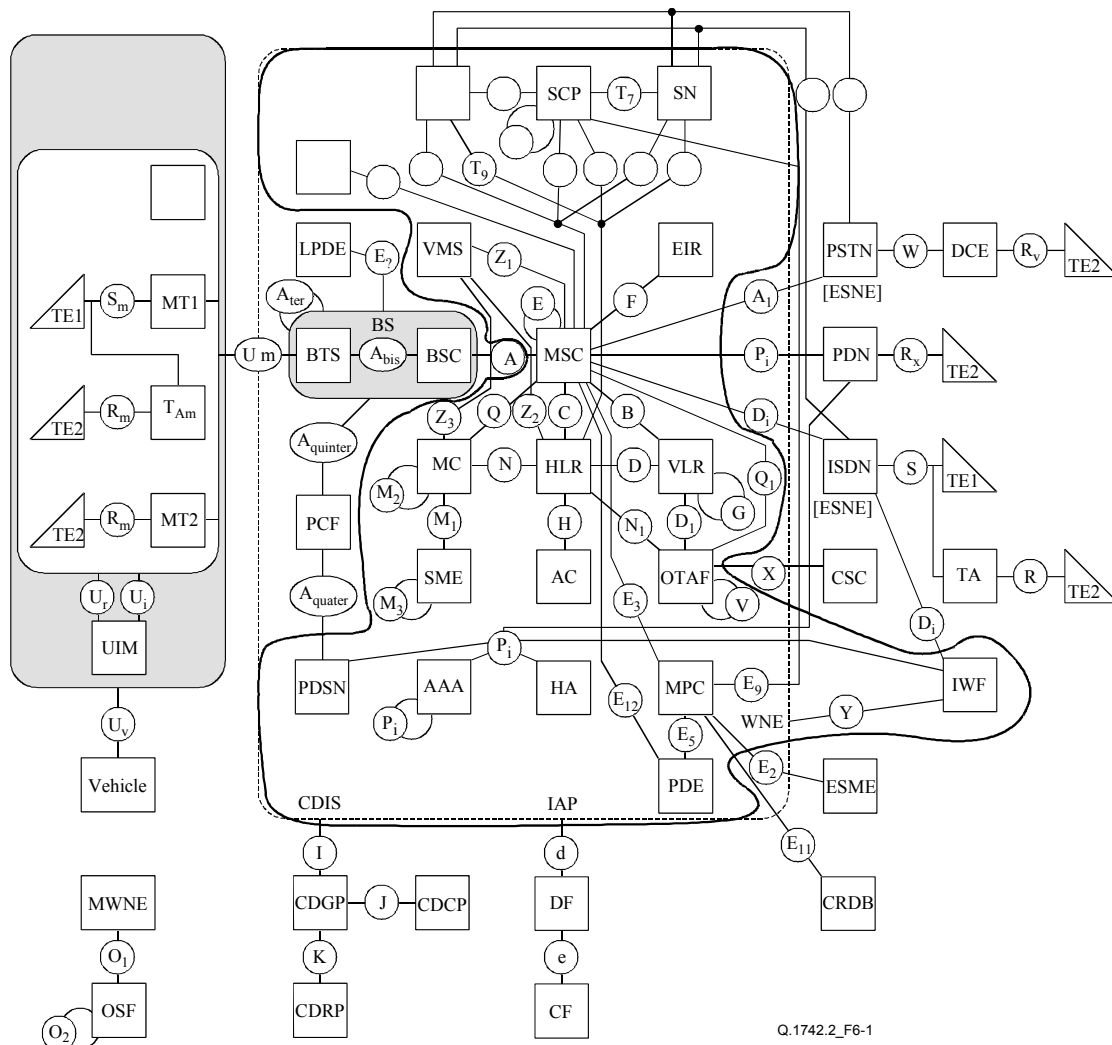 SCP
T7
SN
T9
LPDE
E?
VMS
Z1
EIR
PSTN
W
DCE
Rv
TE2
[ESNE]
Ater
E
F
A1
TE1
Sm
MT1
BS
U m
BTS
Abis
BSC
A
MSC
Pi
PDN
Rx
TE2
TE2
Rm
TAm
Z3
Q
Z2
C
B
Di
Aquinter
MC
N
HLR
D
VLR
Q1
ISDN
S
TE1
[ESNE]
M2
G
TE2
Rm
MT2
PCF
M1
H
N1
D1
Ur
Ui
Aquater
SME
AC
OTAF
X
CSC
TA
R
TE2
M3
E3
V
UIM
Pi
Di
PDSN
AAA
HA
MPC
E9
IWF
Pi
E12
WNE
Y
Uv
E5
E2
Vehicle
PDE
ESME
CDIS
IAP
I
d
E11
MWNE
CDGP
J
CDCP
DF
CRDB
O1
K
e
OSF
CDRP
CF
O2
Q.1742.2_F6-1